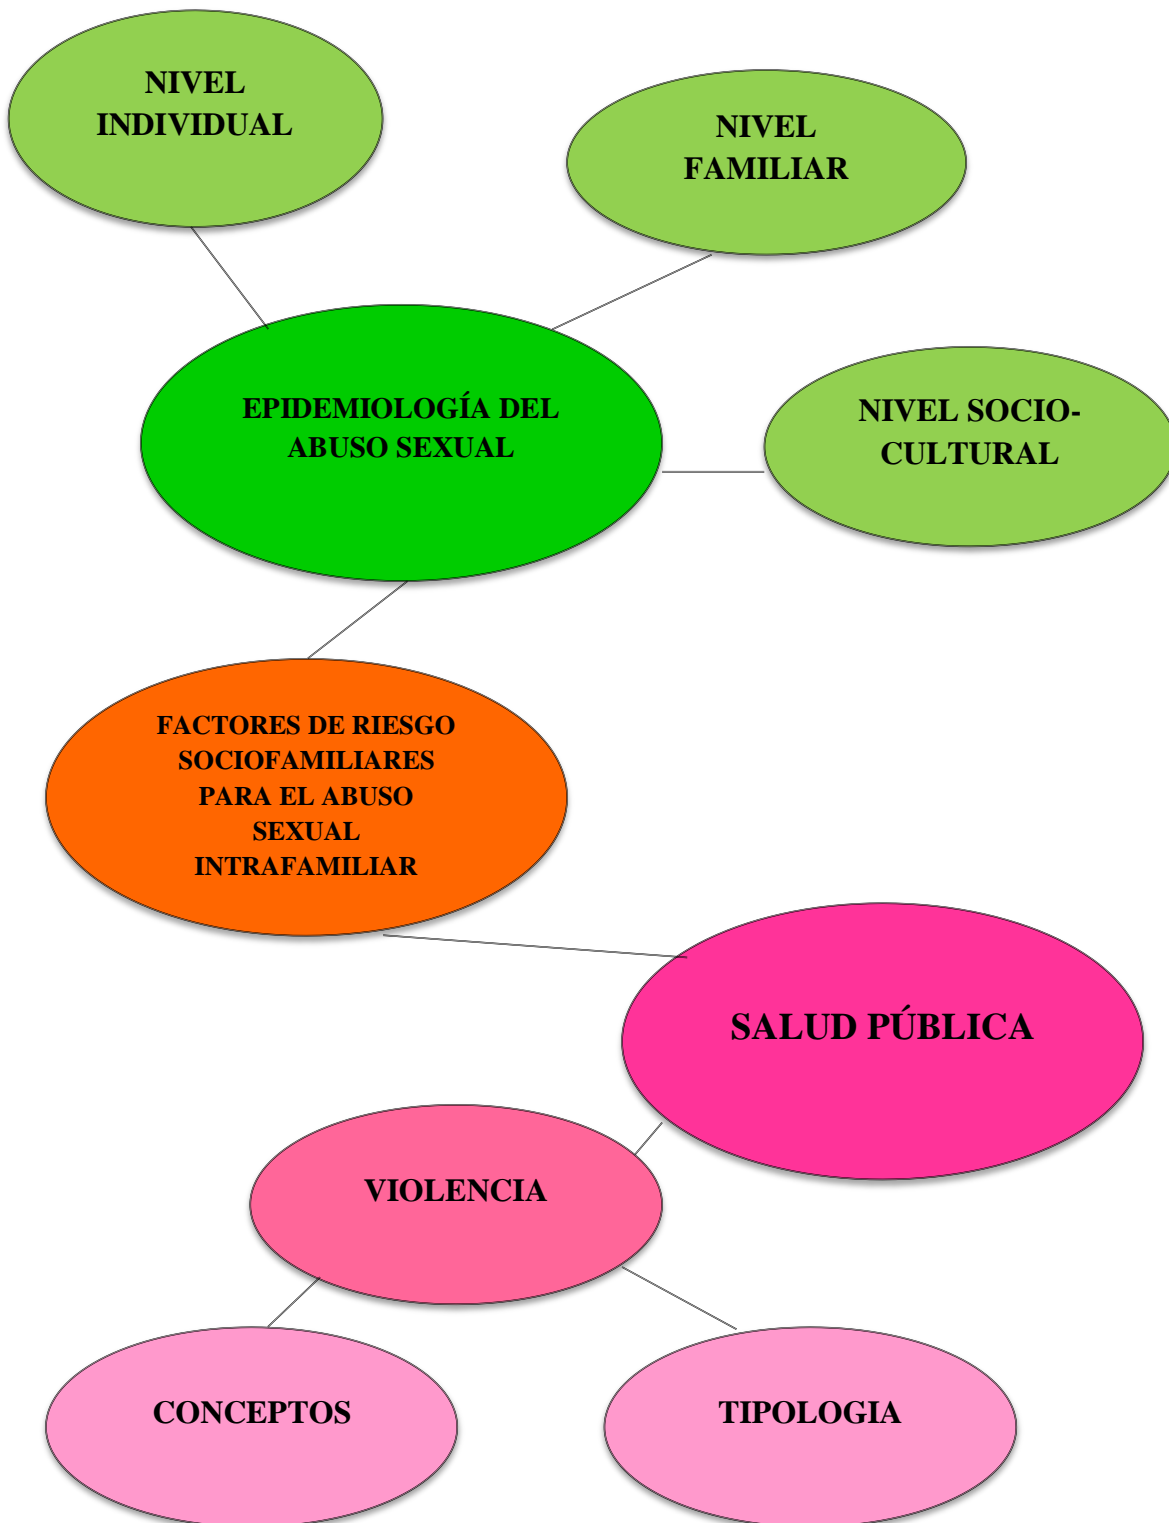 NIVEL
INDIVIDUAL
NIVEL
FAMILIAR
EPIDEMIOLOGÍA DEL
ABUSO SEXUAL
NIVEL SOCIO-
CULTURAL
FACTORES DE RIESGO
SOCIOFAMILIARES
PARA EL ABUSO
SEXUAL
INTRAFAMILIAR
SALUD PÚBLICA
VIOLENCIA
CONCEPTOS
TIPOLOGIA